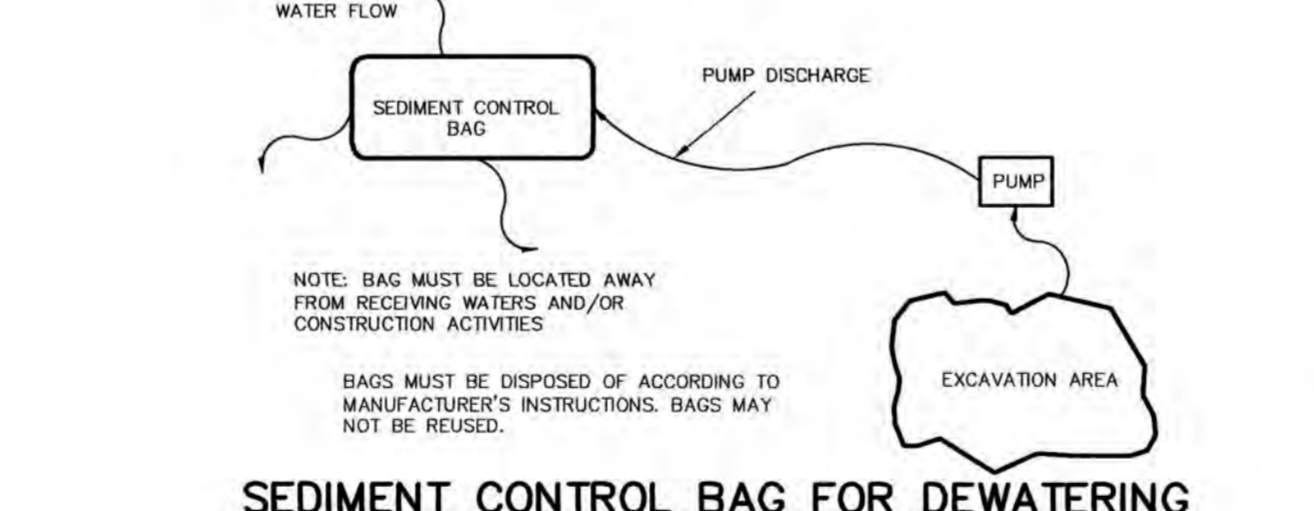 WATER FLOW
PUMP DISCHARGE
SEDIMENT CONTROL
BAG
PUMP
NOTE: BAG MUST BE LOCATED AWAY
FROM RECEIVING WATERS AND/OR
CONSTRUCTION ACTIVITIES
EXCAVATION AREA
BAGS MUST BE DISPOSED OF ACCORDING TO
MANUFACTURER'S INSTRUCTIONS. BAGS MAY
NOT BE REUSED.
SEDIMENT CONTROL BAG FOR DEWATERING